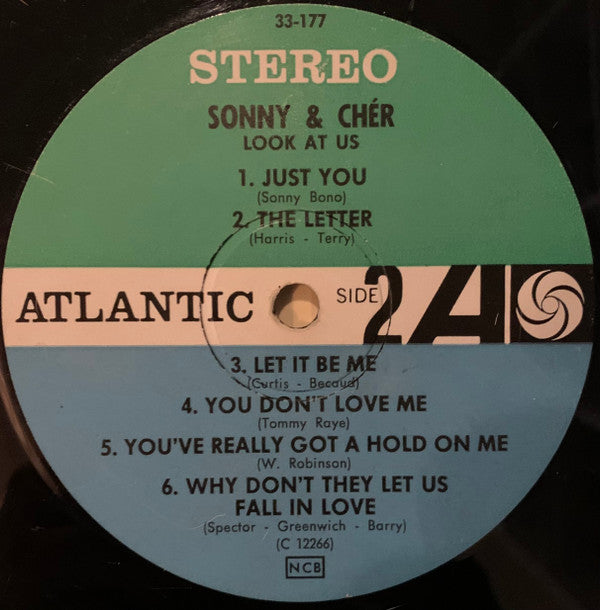 33-177
STEREO
SONNY & CHÉR
LOOK AT US
1. JUST YOU
(Sonny Bono)
2. THE LETTER
(Harris - Terry)
ATLANTIC SIDE 2 A
3. LET IT BE ME
(Curtis - Becaud)
4. YOU DON'T LOVE ME
(Tommy Raye)
5. YOU'VE REALLY GOT A HOLD ON ME
(W. Robinson)
6. WHY DON'T THEY LET US
FALL IN LOVE
(Spector - Greenwich - Barry)
(C 12266)
NCB